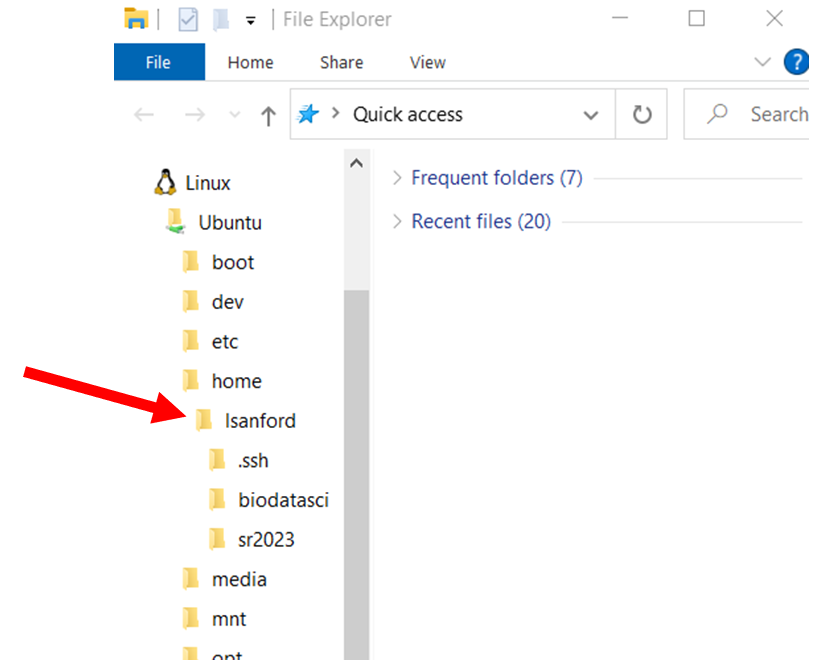 File Explorer
File Home Share View ?
Quick access Search
Linux
Ubuntu
boot
dev
etc
home
lsanford
.ssh
biodatasci
sr2023
media
mnt
opt
Frequent folders (7)
Recent files (20)